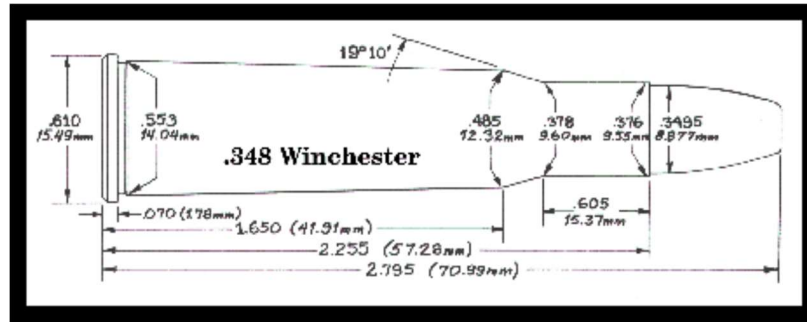 19°10'
.610
15.49mm
.553
14.04mm
.485
12.32mm
.378
9.60mm
.376
9.55mm
.3495
8.877mm
.348 Winchester
.070 (1.78mm)
.605
15.37mm
1.650 (41.91mm)
2.255 (57.28mm)
2.795 (70.99mm)